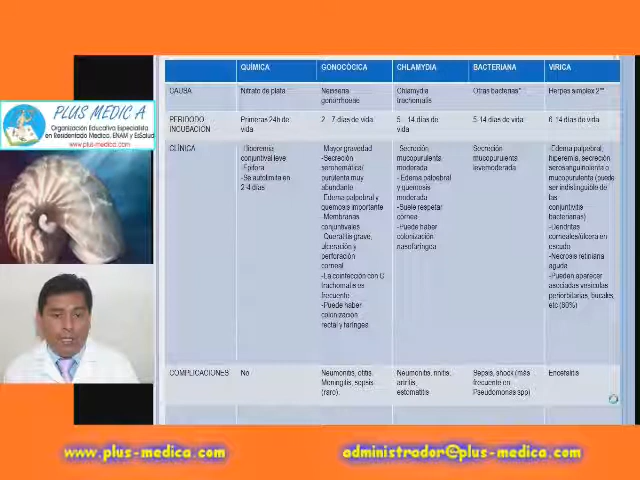 PLUS MEDIC A
Organización Educativa Especialista
en Residentado Médico, ENAM y EsSalud
www.plus-medica.com
QUÍMICA
GONOCÓCICA
CHLAMYDIA
BACTERIANA
VIRICA
CAUSA
Nitrato de plata
Neisseria
gonorrhoeae
Chlamydia
trachomatis
Otras bacterias*
Herpes simplex 2**
PERIDODO
INCUBACIÓN
Primeras 24h de
vida
2 - 7 días de vida
5 - 14 días de
vida
5-14 días de vida
6-14 días de vida
CLÍNICA
-Hiperemia
conjuntival leve
-Epífora
-Se autolimita en
2-4 días
-Mayor gravedad
-Secreción
serohemática/
purulenta muy
abundante
-Edema palpebral y
quemosis importante
-Membranas
conjuntivales
-Queratitis grave,
ulceración y
perforación
corneal
-La coinfección con C
trachomatis es
frecuente
-Puede haber
colonización
rectal y faríngea
-Secreción
mucopurulenta
moderada
- Edema palpebral
y quemosis
moderada
- Suele respetar
córnea
-Puede haber
colonización
nasofaríngea
Secreción
mucopurulenta
leve/moderada
-Edema palpebral,
hiperemia, secreción
serosanguinolenta o
mucopurulenta (puede
ser indistinguible de
las
conjuntivitis
bacterianas)
-Dendritas
corneales/úlcera en
escudo
-Necrosis retiniana
aguda
-Pueden aparecer
asociadas vesículas
periorbitarias, bucales,
etc (80%)
COMPLICACIONES
No
Neumonitis, otitis,
Meningitis, sepsis
(raro).
Neumonitis, rinitis,
artritis,
estomatitis
Sepsis, shock (más
frecuente en
Pseudomonas spp)
Encefalitis
www.plus-medica.com
administrador@plus-medica.com